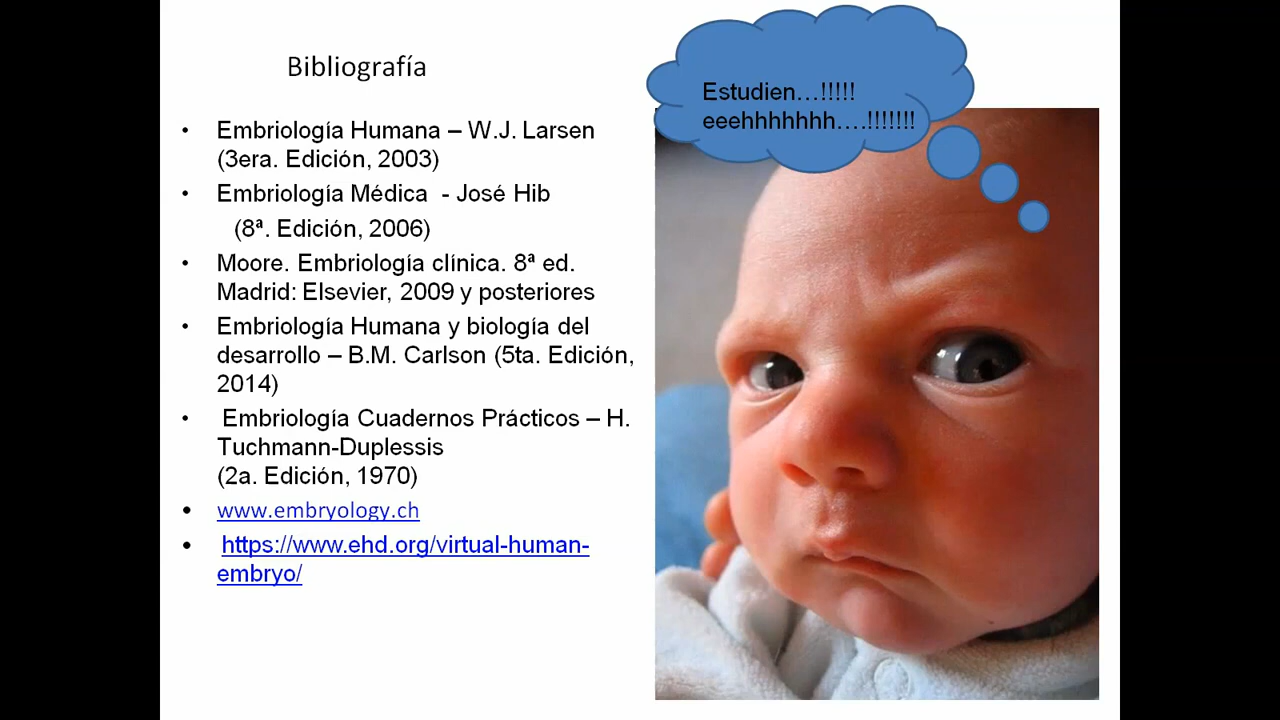 Bibliografía
Embriología Humana – W.J. Larsen
(3era. Edición, 2003)
Embriología Médica  - José Hib
(8ª. Edición, 2006)
Moore. Embriología clínica. 8ª ed.
Madrid: Elsevier, 2009 y posteriores
Embriología Humana y biología del
desarrollo – B.M. Carlson (5ta. Edición,
2014)
Embriología Cuadernos Prácticos – H.
Tuchmann-Duplessis
(2a. Edición, 1970)
www.embryology.ch
https://www.ehd.org/virtual-human-
embryo/
Estudien…!!!!!
eeehhhhhhh….!!!!!!!